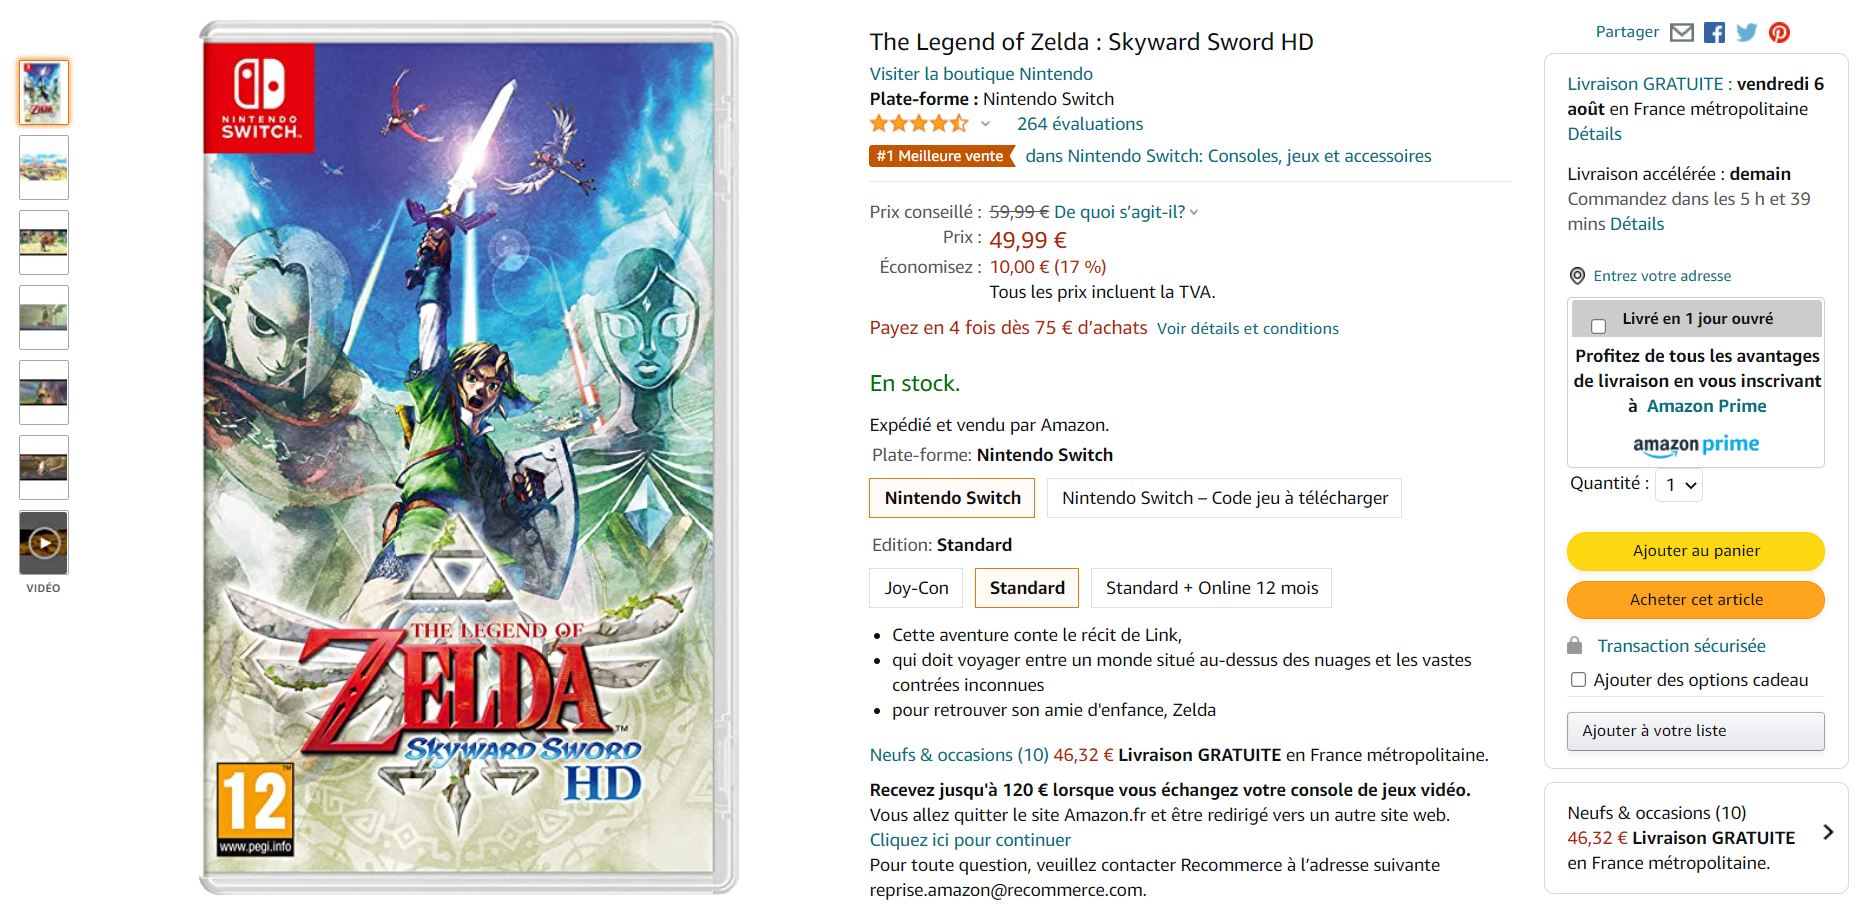 NINTENDO
SWITCH™
THE LEGEND OF
ZELDA™
SKYWARD SWORD
HD
12™
www.pegi.info
VIDÉO
The Legend of Zelda : Skyward Sword HD
Visiter la boutique Nintendo
Plate-forme : Nintendo Switch
264 évaluations
#1 Meilleure vente dans Nintendo Switch: Consoles, jeux et accessoires
Prix conseillé : 59,99 € De quoi s’agit-il?
Prix : 49,99 €
Économisez : 10,00 € (17 %)
Tous les prix incluent la TVA.
Payez en 4 fois dès 75 € d’achats Voir détails et conditions
En stock.
Expédié et vendu par Amazon.
Plate-forme: Nintendo Switch
Nintendo Switch Nintendo Switch – Code jeu à télécharger
Edition: Standard
Joy-Con Standard Standard + Online 12 mois
• Cette aventure conte le récit de Link,
• qui doit voyager entre un monde situé au-dessus des nuages et les vastes
contrées inconnues
• pour retrouver son amie d'enfance, Zelda
Neufs & occasions (10) 46,32 € Livraison GRATUITE en France métropolitaine.
Recevez jusqu'à 120 € lorsque vous échangez votre console de jeux vidéo.
Vous allez quitter le site Amazon.fr et être redirigé vers un autre site web.
Cliquez ici pour continuer
Pour toute question, veuillez contacter Recommerce à l’adresse suivante
reprise.amazon@recommerce.com.
Partager
Livraison GRATUITE : vendredi 6
août en France métropolitaine
Détails
Livraison accélérée : demain
Commandez dans les 5 h et 39
mins Détails
Entrez votre adresse
Livré en 1 jour ouvré
Profitez de tous les avantages
de livraison en vous inscrivant
à Amazon Prime
amazon prime
Quantité : 1
Ajouter au panier
Acheter cet article
Transaction sécurisée
Ajouter des options cadeau
Ajouter à votre liste
Neufs & occasions (10)
46,32 € Livraison GRATUITE
en France métropolitaine.